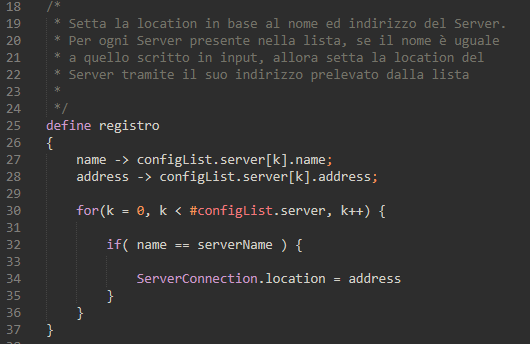 18 /*
19 * Setta la location in base al nome ed indirizzo del Server.
20 * Per ogni Server presente nella lista, se il nome è uguale
21 * a quello scritto in input, allora setta la location del
22 * Server tramite il suo indirizzo prelevato dalla lista
23 *
24 */
25 define registro
26 {
27 name -> configList.server[k].name;
28 address -> configList.server[k].address;
29
30 for(k = 0, k < #configList.server, k++) {
31
32 if( name == serverName ) {
33
34 ServerConnection.location = address
35 }
36 }
37 }